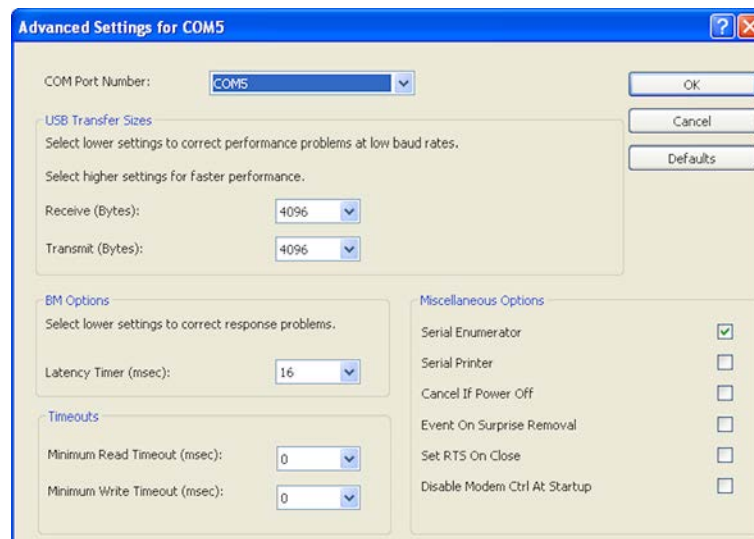 Advanced Settings for COM5
COM Port Number: COM5
OK
USB Transfer Sizes
Cancel
Select lower settings to correct performance problems at low baud rates.
Defaults
Select higher settings for faster performance.
Receive (Bytes): 4096
Transmit (Bytes): 4096
BM Options
Select lower settings to correct response problems.
Latency Timer (msec): 16
Timeouts
Minimum Read Timeout (msec): 0
Minimum Write Timeout (msec): 0
Miscellaneous Options
Serial Enumerator
Serial Printer
Cancel If Power Off
Event On Surprise Removal
Set RTS On Close
Disable Modem Ctrl At Startup